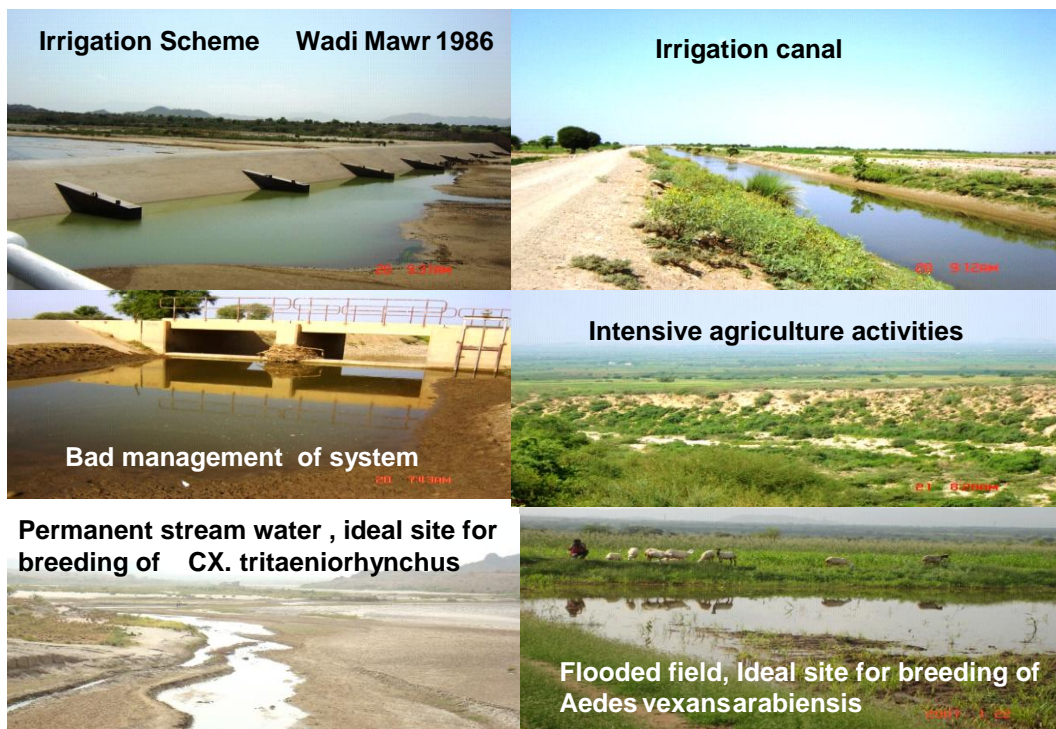 Irrigation Scheme Wadi Mawr 1986
Irrigation canal
Bad management of system
Intensive agriculture activities
Permanent stream water , ideal site for
breeding of CX. tritaeniorhynchus
Flooded field, Ideal site for breeding of
Aedes vexansarabiensis